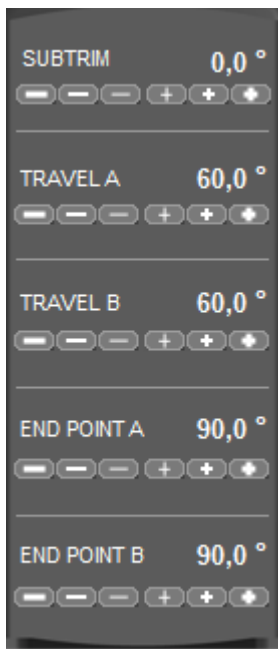 SUBTRIM 0,0 °
TRAVEL A 60,0 °
TRAVEL B 60,0 °
END POINT A 90,0 °
END POINT B 90,0 °